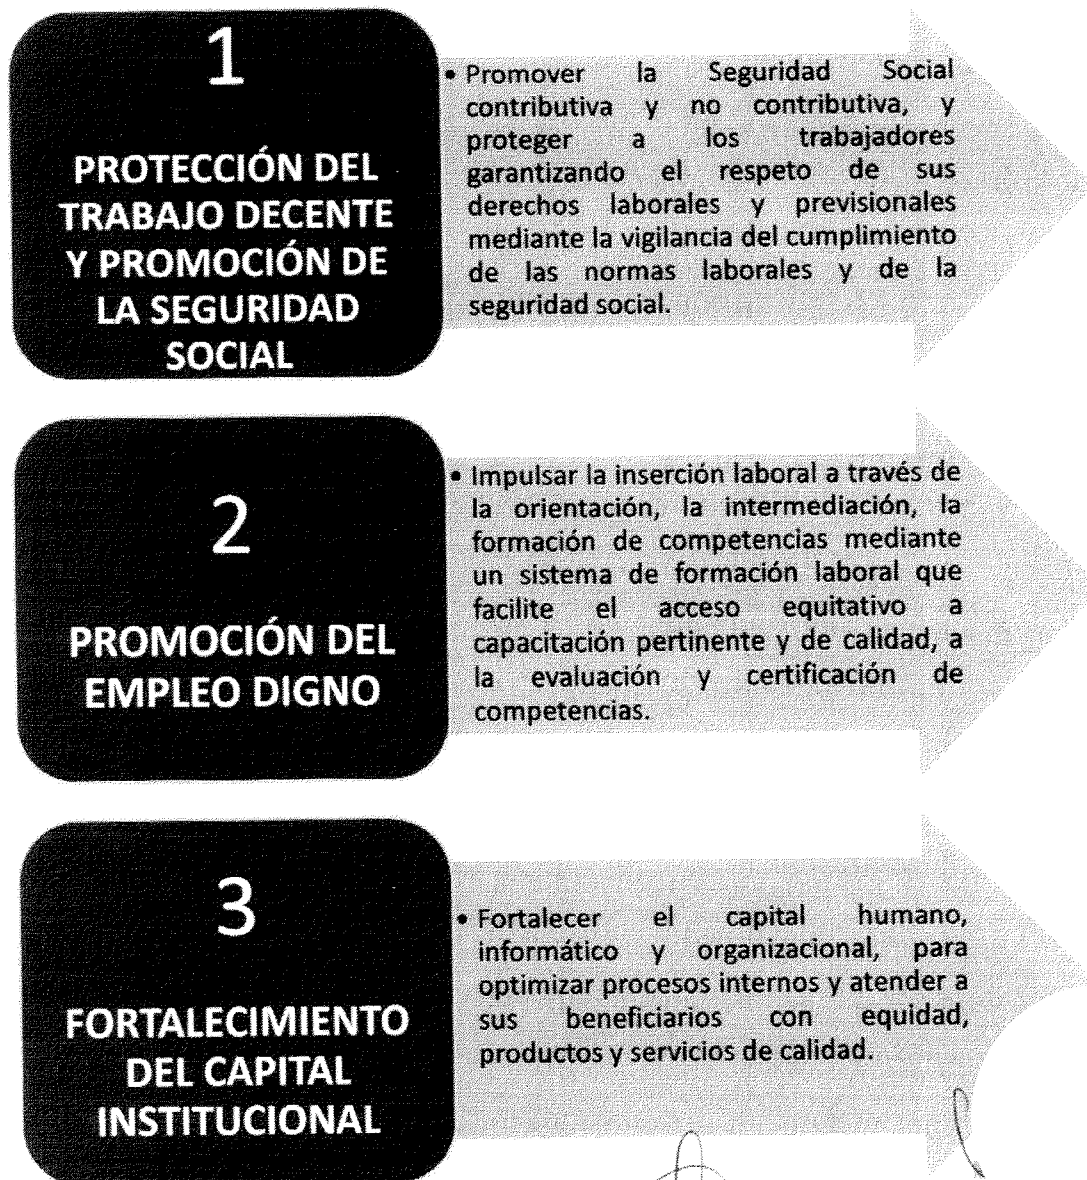 1
PROTECCIÓN DEL
TRABAJO DECENTE
Y PROMOCIÓN DE
LA SEGURIDAD
SOCIAL
• Promover la Seguridad Social
contributiva y no contributiva, y
proteger a los trabajadores
garantizando el respeto de sus
derechos laborales y previsionales
mediante la vigilancia del cumplimiento
de las normas laborales y de la
seguridad social.
2
PROMOCIÓN DEL
EMPLEO DIGNO
• Impulsar la inserción laboral a través de
la orientación, la intermediación, la
formación de competencias mediante
un sistema de formación laboral que
facilite el acceso equitativo a
capacitación pertinente y de calidad, a
la evaluación y certificación de
competencias.
3
FORTALECIMIENTO
DEL CAPITAL
INSTITUCIONAL
• Fortalecer el capital humano,
informático y organizacional, para
optimizar procesos internos y atender a
sus beneficiarios con equidad,
productos y servicios de calidad.